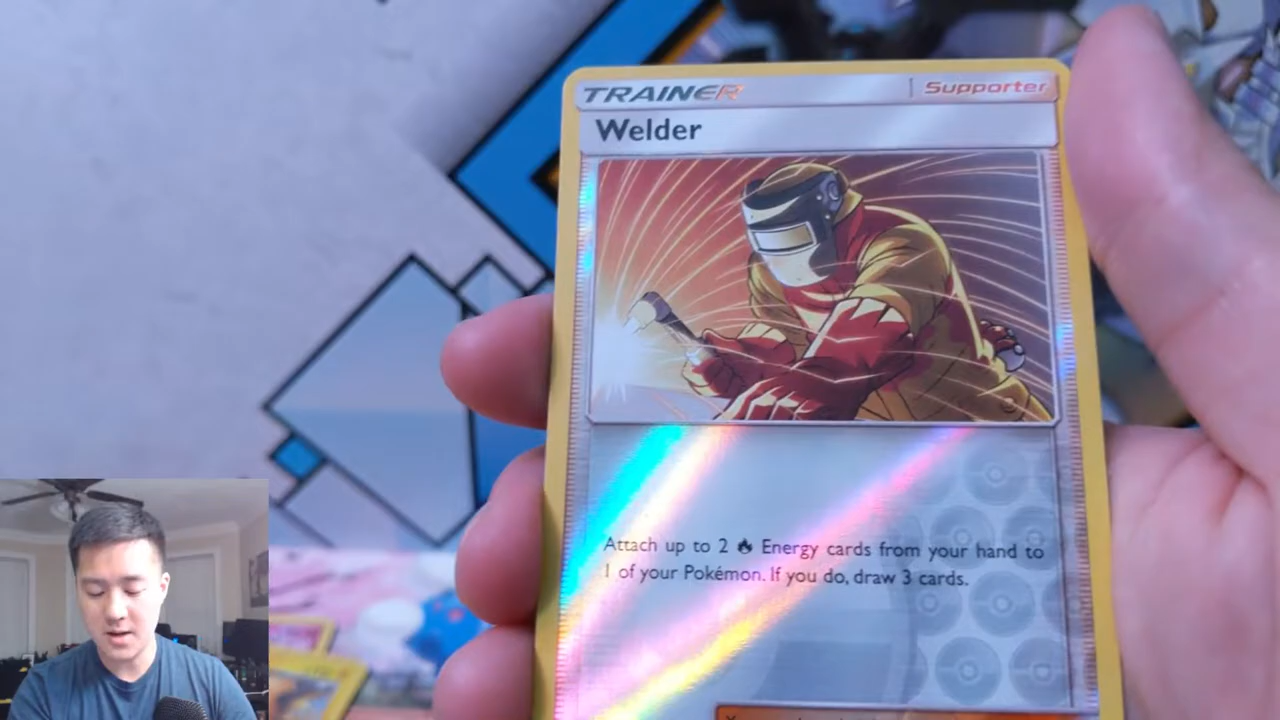 TRAINER Supporter
Welder
Attach up to 2 Energy cards from your hand to
1 of your Pokémon. If you do, draw 3 cards.